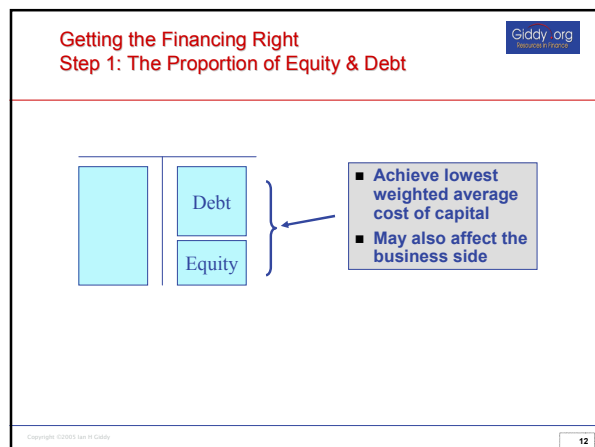 Getting the Financing Right
Step 1: The Proportion of Equity & Debt
Giddy.org
Resources in Finance
Debt
Equity
■ Achieve lowest
weighted average
cost of capital
■ May also affect the
business side
Copyright ©2005 Ian H Giddy
12